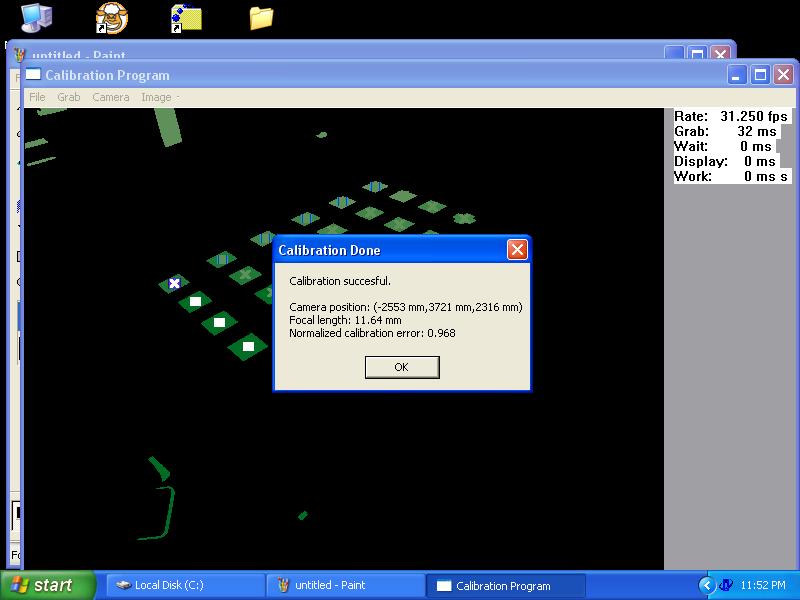 untitled - Paint
Calibration Program
File Grab Camera Image
Rate: 31.250 fps
Grab: 32 ms
Wait: 0 ms
Display: 0 ms
Work: 0 ms s
Calibration Done
Calibration succesful.
Camera position: (-2553 mm,3721 mm,2316 mm)
Focal length: 11.64 mm
Normalized calibration error: 0.968
OK
start
Local Disk (C:)
untitled - Paint
Calibration Program
11:52 PM